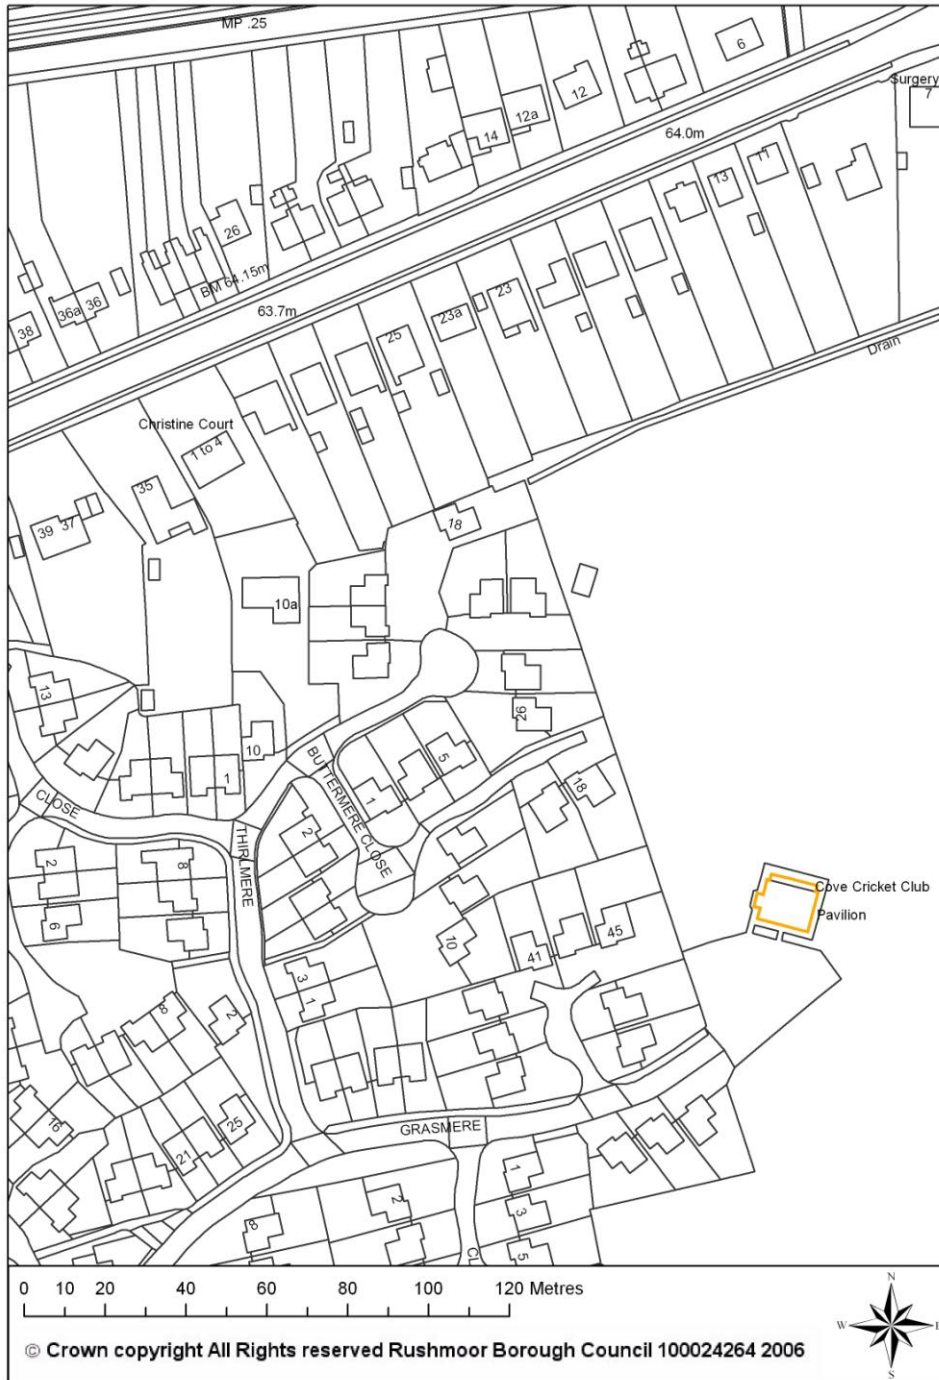 MP .25
6
Surgery
7
12
12a
14
64.0m
11
13
26
BM 64.15m
36
36a
38
63.7m
23
23a
25
Drain
Christine Court
1 to 4
35
39 37
18
10a
13
26
10
1
5
1
BUTTERMERE CLOSE
18
CLOSE
THIRLMERE
2
2
8
6
Cove Cricket Club
Pavilion
10
41
45
3
1
8
2
16
25
21
GRASMERE
1
2
3
8
5
0 10 20 40 60 80 100 120 Metres
N
W
E
S
© Crown copyright All Rights reserved Rushmoor Borough Council 100024264 2006